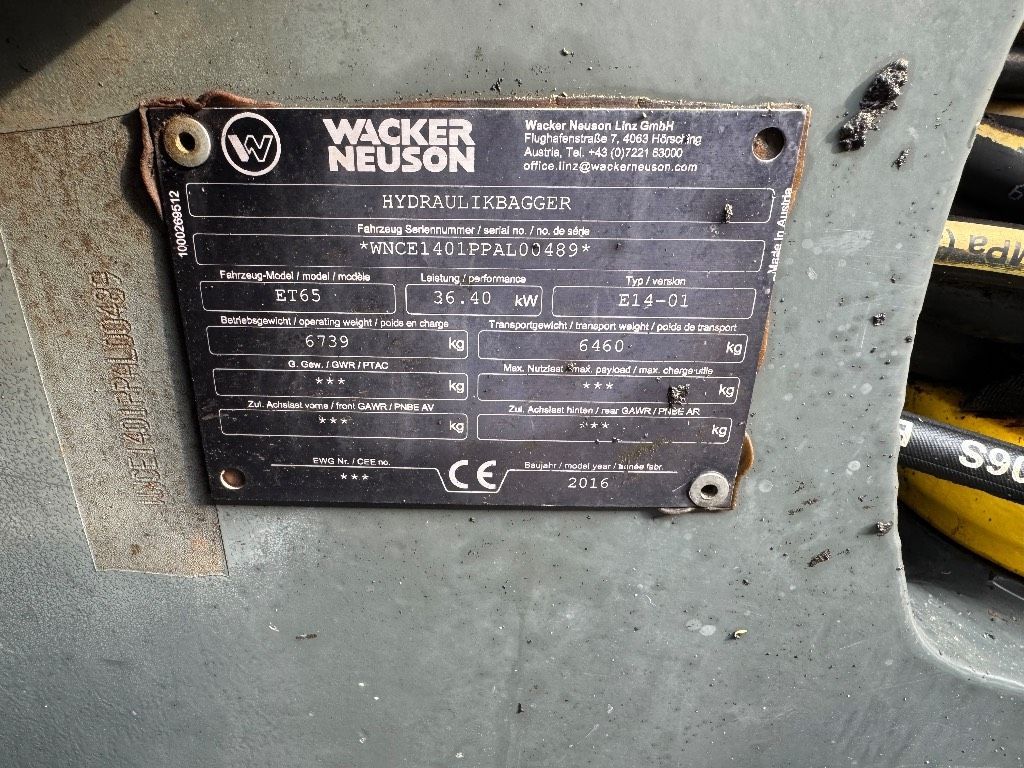 WACKER
NEUSON
Wacker Neuson Linz GmbH
Flughafenstraße 7, 4063 Hörsching
Austria, Tel. +43 (0)7221 63000
office.linz@wackerneuson.com
1000269512
HYDRAULIKBAGGER
Fahrzeug Seriennummer / serial no. / no. de série
*WNCE1401PPAL00489*
Made in Austria
Fahrzeug-Model / model / modèle
ET65
Leistung / performance
36.40 kW
Typ / version
E14-01
Betriebsgewicht / operating weight / poids en charge
6739 kg
Transportgewicht / transport weight / poids de transport
6460 kg
G. Gew. / GWR / PTAC
*** kg
Max. Nutzlast / max. payload / max. charge utile
*** kg
Zul. Achslast vorne / front GAWR / PNBE AV
*** kg
Zul. Achslast hinten / rear GAWR / PNBE AR
*** kg
EWG Nr. / CEE no.
***
CE
Baujahr / model year / année fabr.
2016
1401PPAL00489
MPa
06S